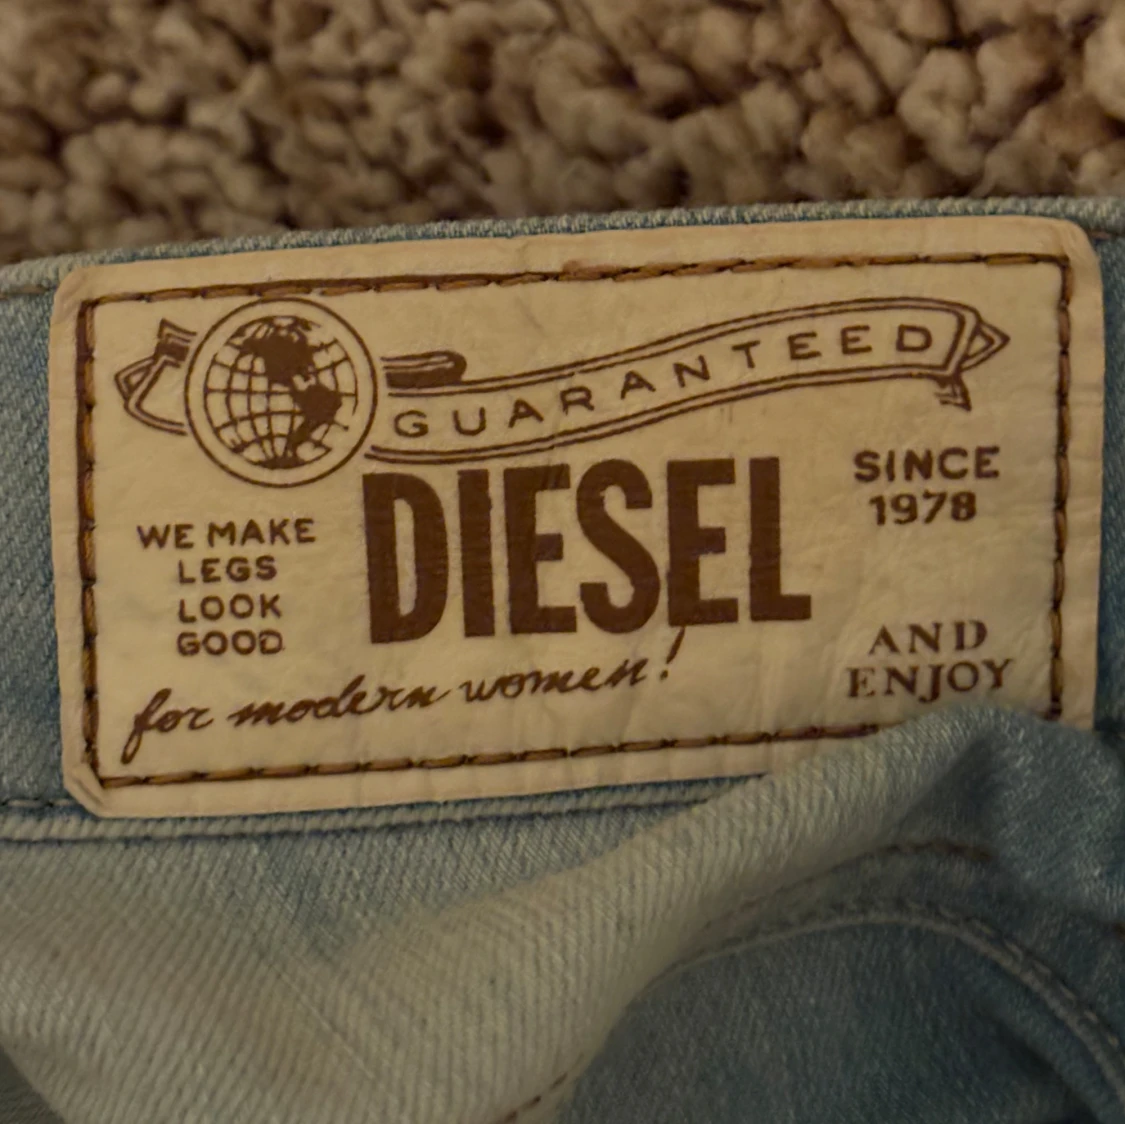 GUARANTEED
DIESEL
SINCE
1978
WE MAKE
LEGS
LOOK
GOOD
for modern women!
AND
ENJOY